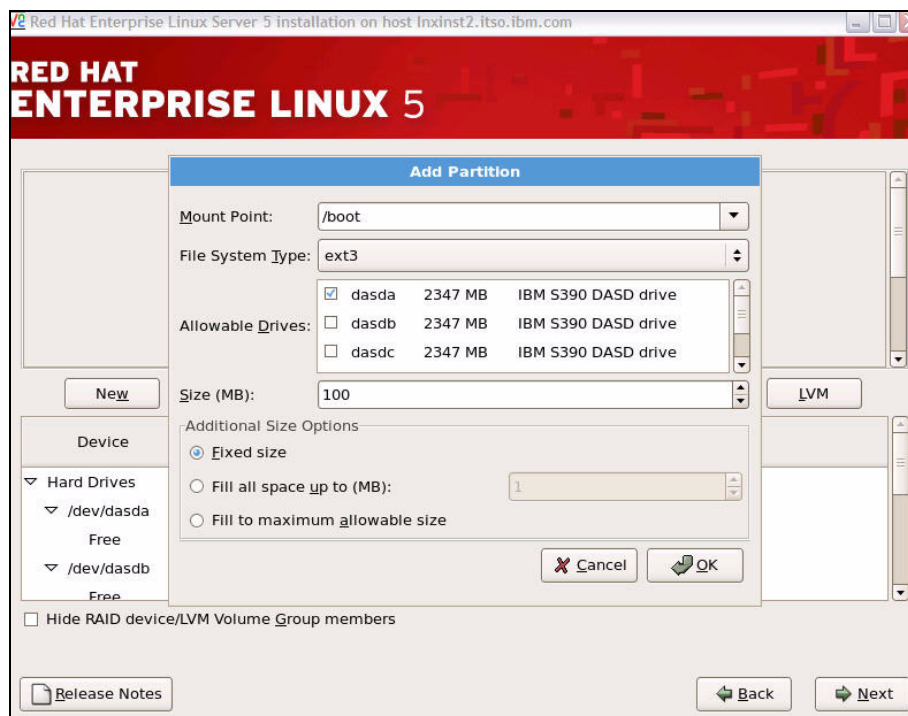 Red Hat Enterprise Linux Server 5 installation on host lnxinst2.itso.ibm.com
RED HAT
ENTERPRISE LINUX 5
Add Partition
Mount Point: /boot
File System Type: ext3
Allowable Drives:
dasda 2347 MB IBM S390 DASD drive
dasdb 2347 MB IBM S390 DASD drive
dasdc 2347 MB IBM S390 DASD drive
New
LVM
Size (MB): 100
Additional Size Options
Fixed size
Fill all space up to (MB): 1
Fill to maximum allowable size
Cancel OK
Device
Hard Drives
/dev/dasda
Free
/dev/dasdb
Free
Hide RAID device/LVM Volume Group members
Release Notes
Back Next